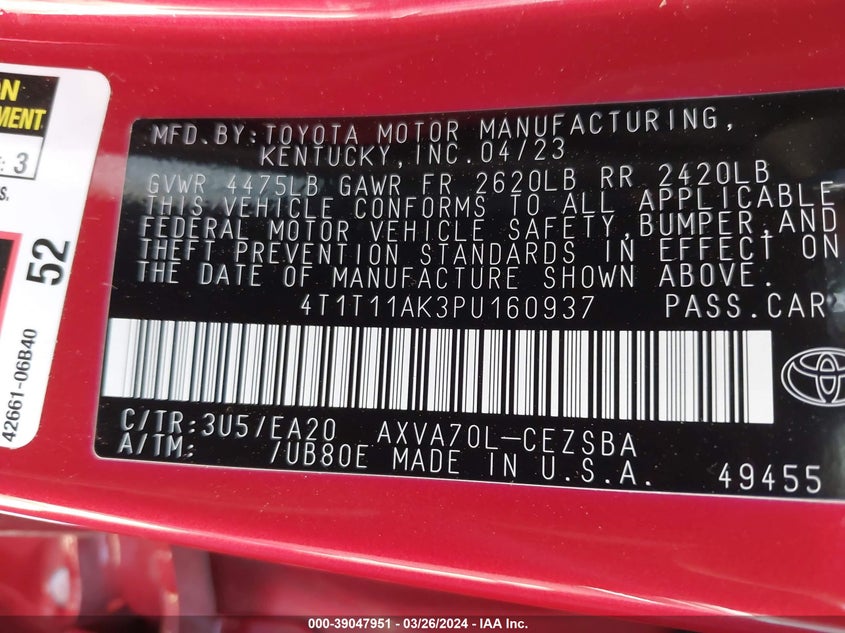 ON
MENT
: 3
S.
52
42661-06B40
MFD.BY:TOYOTA MOTOR MANUFACTURING,
KENTUCKY,INC.04/23
GVWR 4475LB GAWR FR 2620LB RR 2420LB
THIS VEHICLE CONFORMS TO ALL APPLICABLE
FEDERAL MOTOR VEHICLE SAFETY,BUMPER,AND
THEFT PREVENTION STANDARDS IN EFFECT ON
THE DATE OF MANUFACTURE SHOWN ABOVE.
4T1T11AK3PU160937 PASS.CAR
C/TR:3U5/EA20 AXVA70L-CEZSBA
A/TM: /UB80E MADE IN U.S.A.
49455
000-39047951 / 03/26/2024 - IAA Inc.